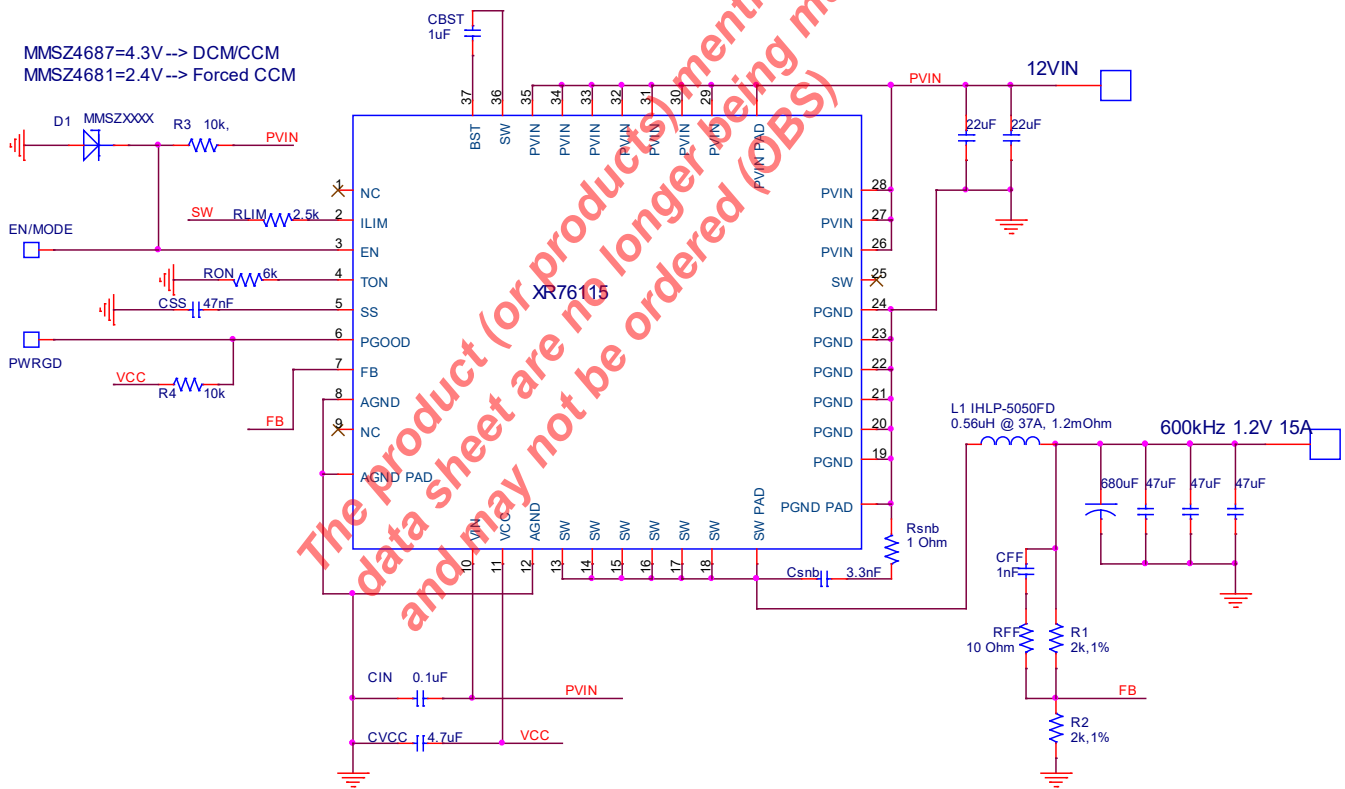 MMSZ4687=4.3V --> DCM/CCM
MMSZ4681=2.4V --> Forced CCM
CBST
1uF
37
36
35
34
33
32
31
30
29
BST
SW
PVIN
PVIN
PVIN
PVIN
PVIN
PVIN
PVIN
PVIN PAD
PVIN
12VIN
22uF
22uF
D1
MMSZXXXX
R3
10k,
PVIN
EN/MODE
SW
RLIM
2.5k
RON
6k
CSS
47nF
PWRGD
VCC
R4
10k
FB
1
NC
2
ILIM
3
EN
4
TON
5
SS
6
PGOOD
7
FB
8
AGND
9
NC
AGND PAD
XR76115
PVIN
28
PVIN
27
PVIN
26
SW
25
PGND
24
PGND
23
PGND
22
PGND
21
PGND
20
PGND
19
PGND PAD
VIN
VCC
AGND
SW
SW
SW
SW
SW
SW
SW PAD
10
11
12
13
14
15
16
17
18
Csnb
3.3nF
Rsnb
1 Ohm
L1 IHLP-5050FD
0.56uH @ 37A, 1.2mOhm
600kHz 1.2V 15A
680uF
47uF
47uF
47uF
CFF
1nF
RFF
10 Ohm
R1
2k,1%
FB
R2
2k,1%
CIN
0.1uF
PVIN
CVCC
4.7uF
VCC
The product (or products) menti
data sheet are no longer being m
and may not be ordered (OBS)